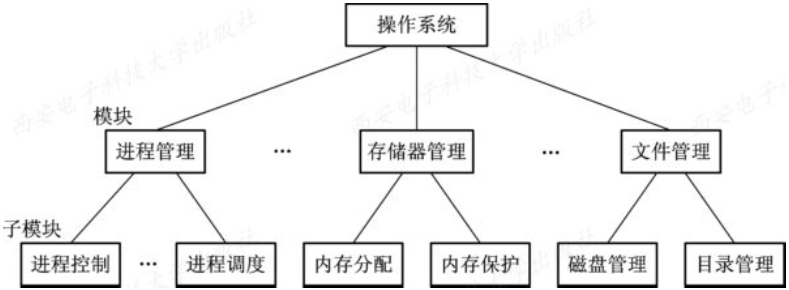 操作系统
模块
进程管理 … 存储器管理 … 文件管理
子模块
进程控制 … 进程调度 内存分配 内存保护 磁盘管理 目录管理
西安电子科技大学出版社